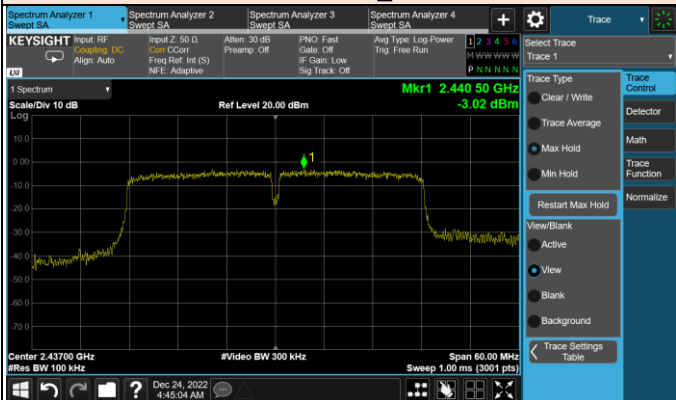 Spectrum Analyzer 1
Swept SA
Spectrum Analyzer 2
Swept SA
Spectrum Analyzer 3
Swept SA
Spectrum Analyzer 4
Swept SA
+
Trace
KEYSIGHT
Input: RF
Coupling: DC
Align: Auto
Input Z: 50 Ω
Corr CCorr
Freq Ref: Int (S)
NFE: Adaptive
Atten: 30 dB
Preamp: Off
PNO: Fast
Gate: Off
IF Gain: Low
Sig Track: Off
Avg Type: Log-Power
Trig: Free Run
1 2 3 4 5 6
M W W W W W
P N N N N N
LXI
Select Trace
Trace 1
1 Spectrum
Scale/Div 10 dB
Log
Ref Level 20.00 dBm
Mkr1 2.440 50 GHz
-3.02 dBm
10.0
0.00
-10.0
-20.0
-30.0
-40.0
-50.0
-60.0
-70.0
1
Center 2.43700 GHz
#Res BW 100 kHz
#Video BW 300 kHz
Span 60.00 MHz
Sweep 1.00 ms (3001 pts)
Trace Type
Clear / Write
Trace Average
Max Hold
Min Hold
Restart Max Hold
View/Blank
Active
View
Blank
Background
Trace Settings
Table
Trace
Control
Detector
Math
Trace
Function
Normalize
?
Dec 24, 2022
4:45:04 AM